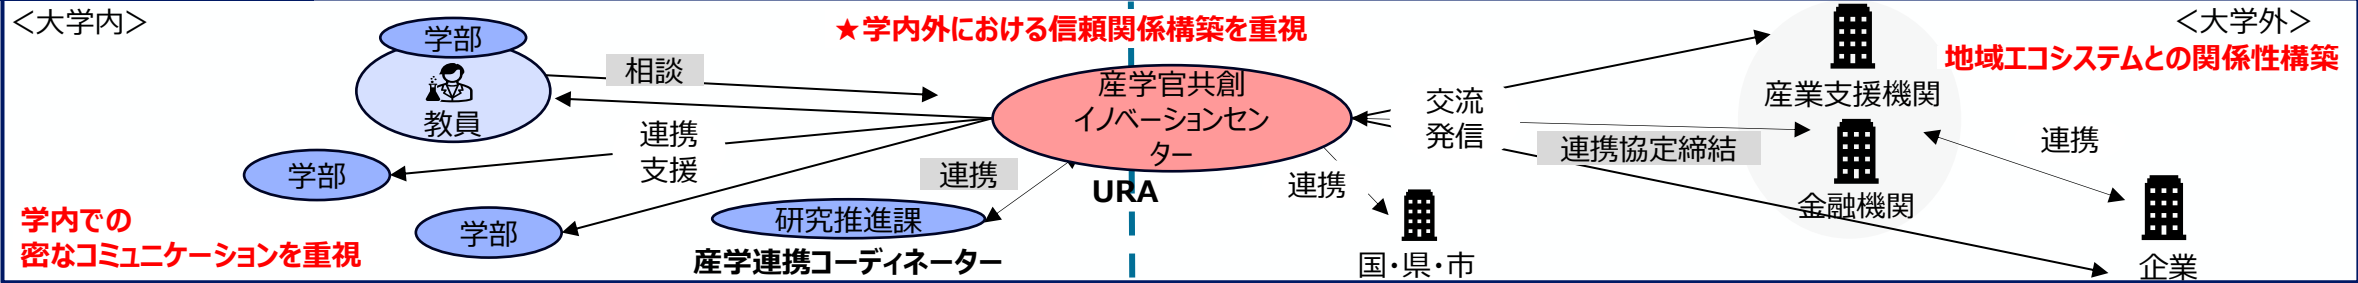 ＜大学内＞
学部
教員
相談
★学内外における信頼関係構築を重視
産学官共創
イノベーションセン
ター
URA
連携
支援
学部
学部
学内での
密なコミュニケーションを重視
連携
研究推進課
産学連携コーディネーター
連携
国・県・市
交流
発信
連携協定締結
＜大学外＞
地域エコシステムとの関係性構築
産業支援機関
金融機関
連携
企業